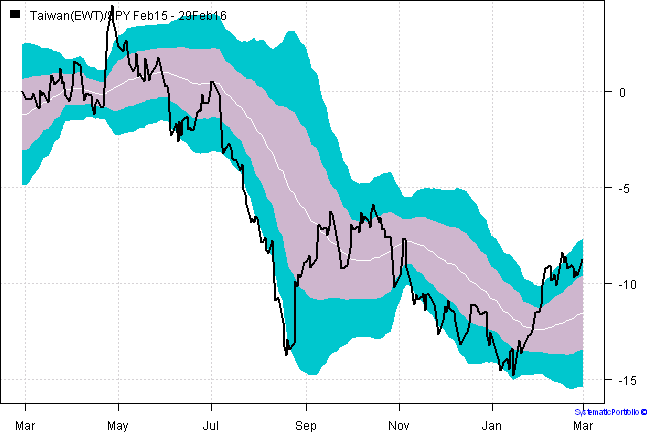 Taiwan(EWT)/SPY Feb15 - 29Feb16
0
-5
-10
-15
Mar May Jul Sep Nov Jan Mar
SystematicPortfolio ©